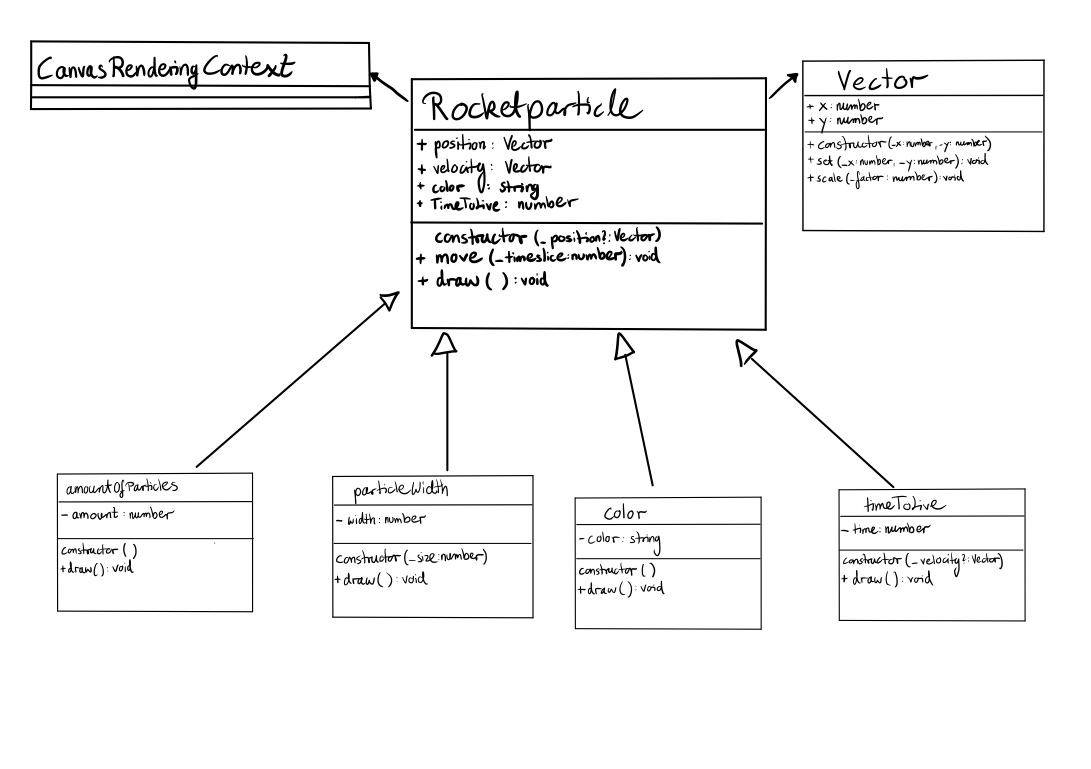 CanvasRenderingContext
Rocketparticle
+ position: Vector
+ velocity: Vector
+ color : string
+ TimeToLive: number
constructor (_position?: Vector)
+ move (_timeslice: number): void
+ draw ( ) : void
Vector
+ x: number
+ y: number
+ constructor (_x: number, _y: number)
+ set (_x: number, _y: number): void
+ scale (_factor: number): void
amountOfParticles
- amount: number
constructor ( )
+ draw(): void
particleWidth
- width: number
constructor (_size: number)
+ draw( ): void
color
- color: string
constructor ( )
+ draw(): void
timeToLive
- time: number
constructor (_velocity?: Vector)
+ draw( ): void